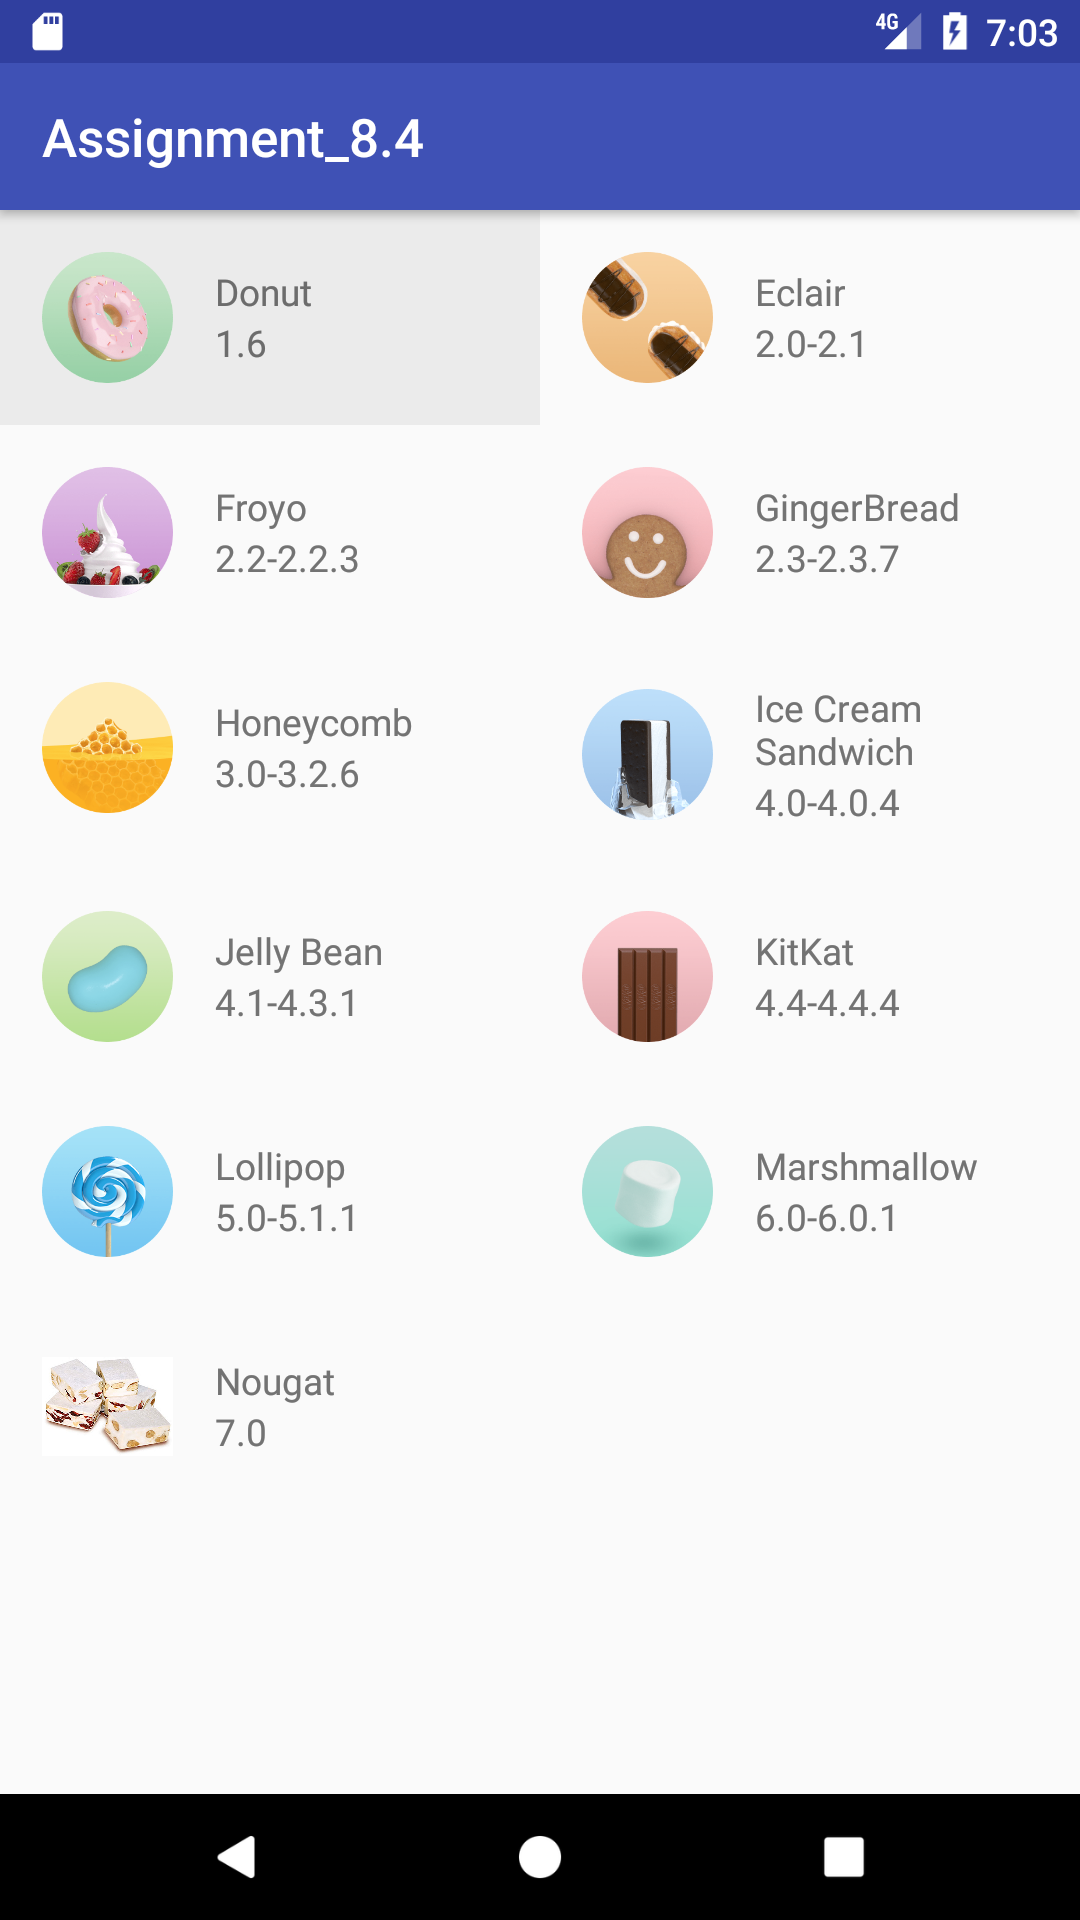 4G 7:03
Assignment_8.4
Donut
1.6
Eclair
2.0-2.1
Froyo
2.2-2.2.3
GingerBread
2.3-2.3.7
Honeycomb
3.0-3.2.6
Ice Cream
Sandwich
4.0-4.0.4
Jelly Bean
4.1-4.3.1
KitKat
4.4-4.4.4
Lollipop
5.0-5.1.1
Marshmallow
6.0-6.0.1
Nougat
7.0